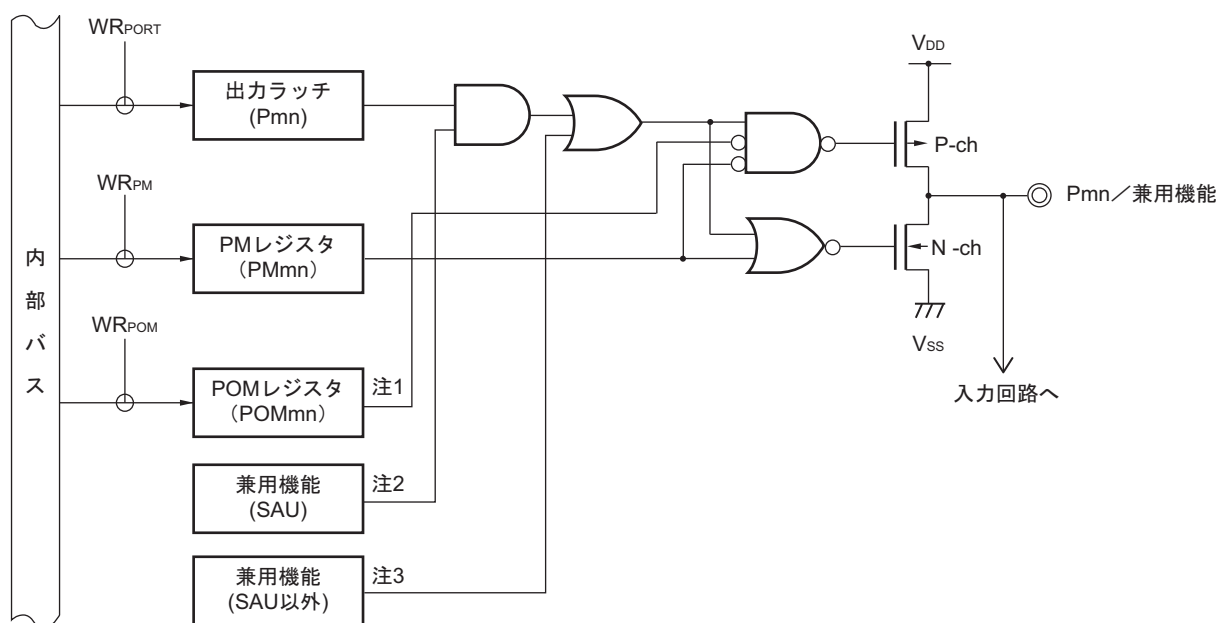 WRPORT
出力ラッチ
(Pmn)
VDD
P-ch
Pmn/兼用機能
WRPM
PMレジスタ
(PMmn)
N -ch
内部バス
WRPOM
VSS
POMレジスタ
(POMmn)
注1
入力回路へ
兼用機能
(SAU)
注2
兼用機能
(SAU以外)
注3